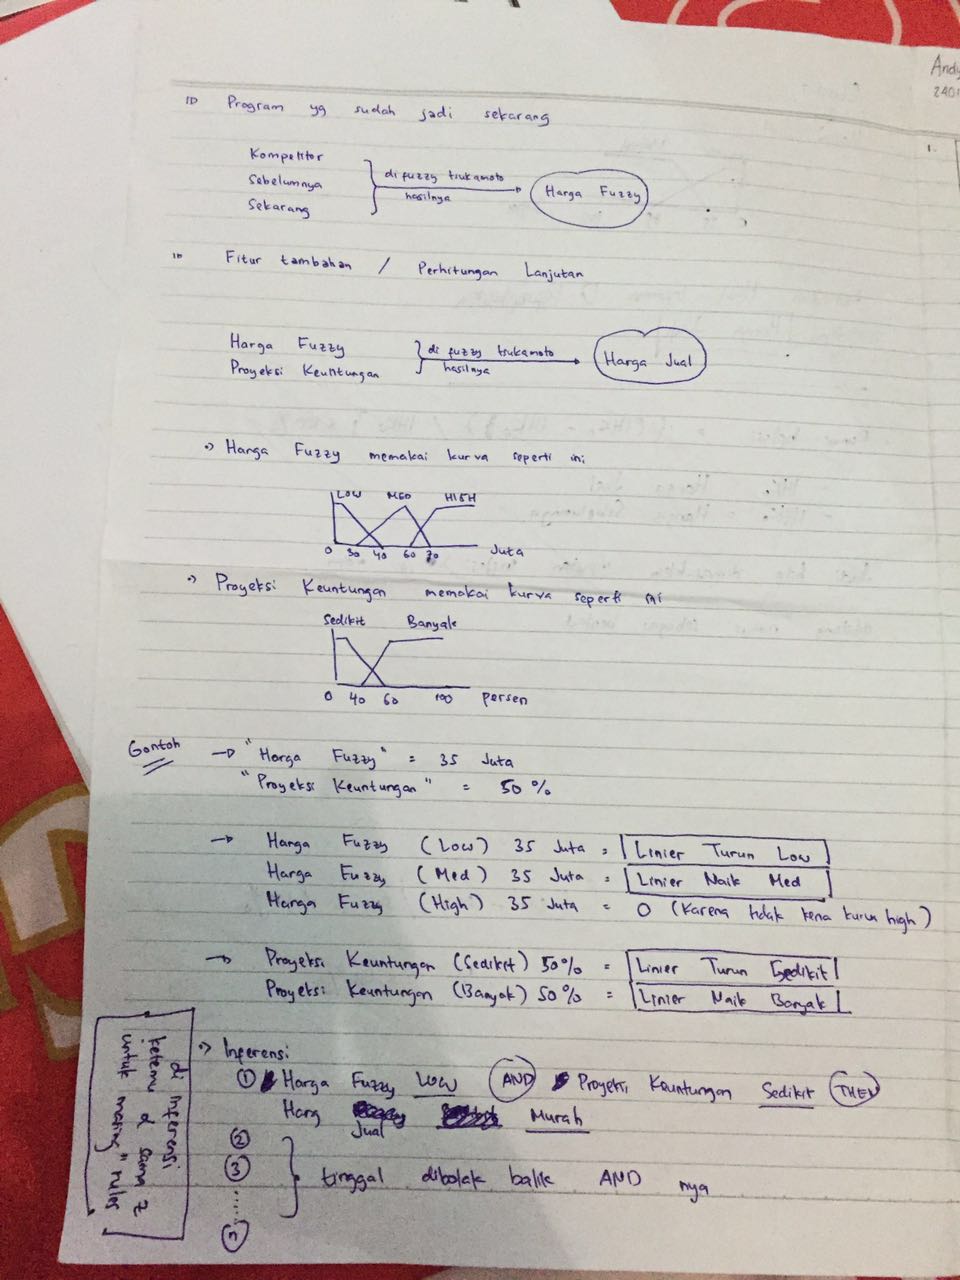 Andy
2401
1.
ID Program yg sudah jadi sekarang
Kompetitor
Sebelumnya
Sekarang
di fuzzy tsukamoto
hasilnya
Harga Fuzzy
Fitur tambahan / Perhitungan Lanjutan
Harga Fuzzy
Proyeksi Keuntungan
di fuzzy tsukamoto
hasilnya
Harga Jual
Harga Fuzzy memakai kurva seperti ini
LOW MED HIGH
0 30 40 60 70 Juta
Proyeksi Keuntungan memakai kurva seperti ini
Sedikit Banyak
0 40 60 100 persen
Contoh → "Harga Fuzzy" = 35 Juta
"Proyeksi Keuntungan" = 50%
→ Harga Fuzzy (Low) 35 Juta = Linier Turun Low
Harga Fuzzy (Med) 35 Juta = Linier Naik Med
Harga Fuzzy (High) 35 Juta = 0 (Karena tidak kena kurva high)
→ Proyeksi Keuntungan (Sedikit) 50% = Linier Turun Sedikit
Proyeksi Keuntungan (Banyak) 50% = Linier Naik Banyak
Inferensi
① Harga Fuzzy LOW AND Proyeksi Keuntungan Sedikit THEN
Harg Jual Murah
②
③ tinggal dibolak balik AND nya
.....
ⓝ
di Inferensi
ketemu α sama z
untuk masing" rules